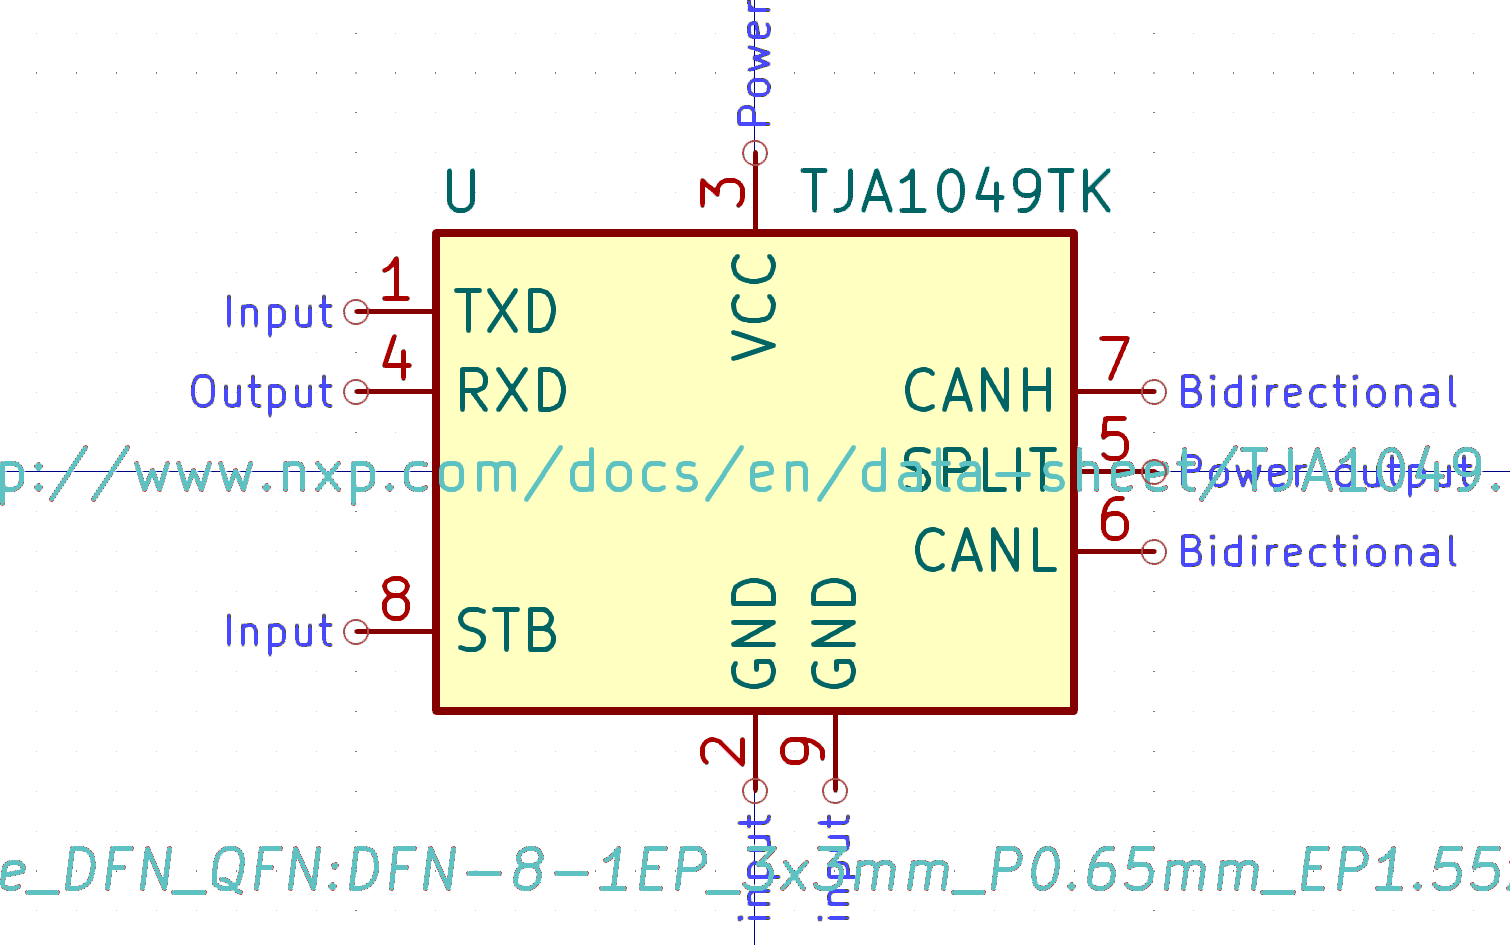 Power
U
3
TJA1049TK
1
Input
TXD
VCC
4
Output
RXD
7
CANH
Bidirectional
5
SPLIT
Power output
p://www.nxp.com/docs/en/data-sheet/TJA1049.
6
CANL
Bidirectional
8
Input
STB
GND
GND
2
9
input
input
e_DFN_QFN:DFN-8-1EP_3x3mm_P0.65mm_EP1.55